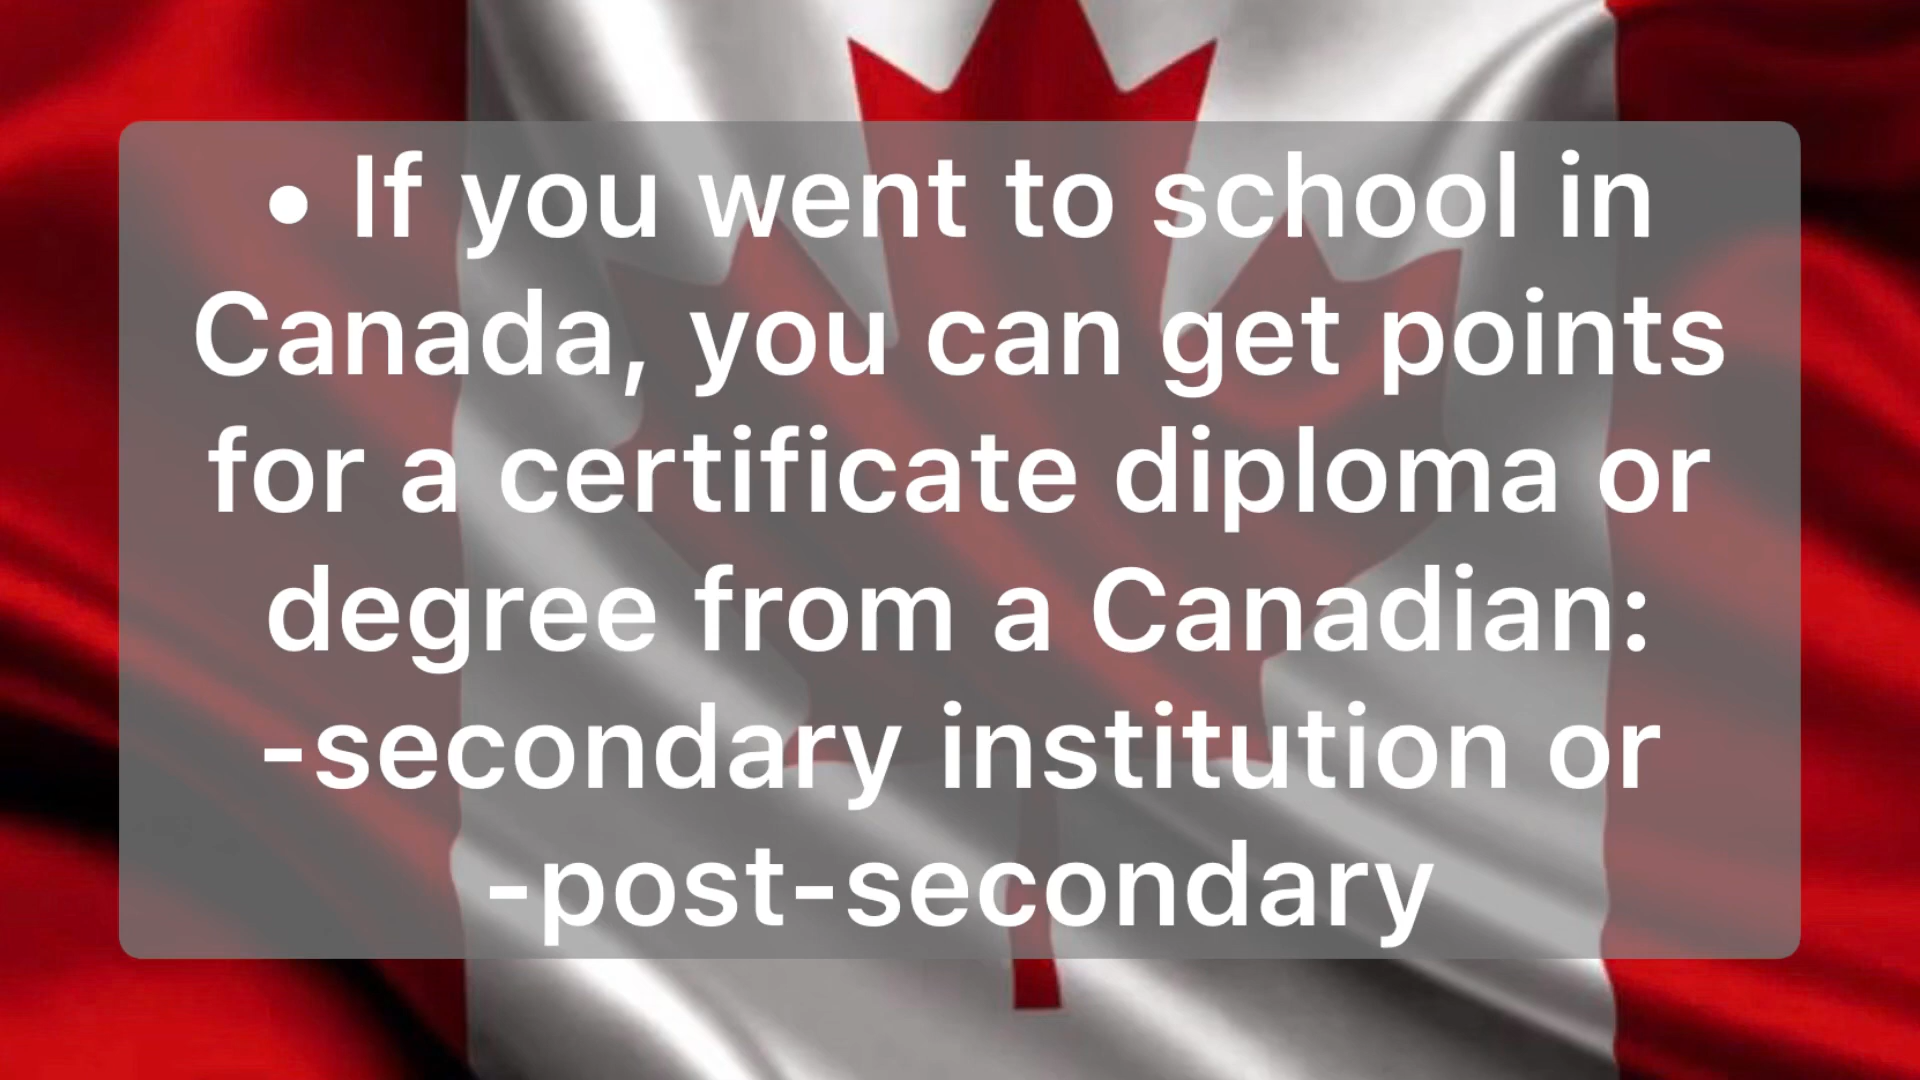 • If you went to school in
Canada, you can get points
for a certificate diploma or
degree from a Canadian:
-secondary institution or
-post-secondary